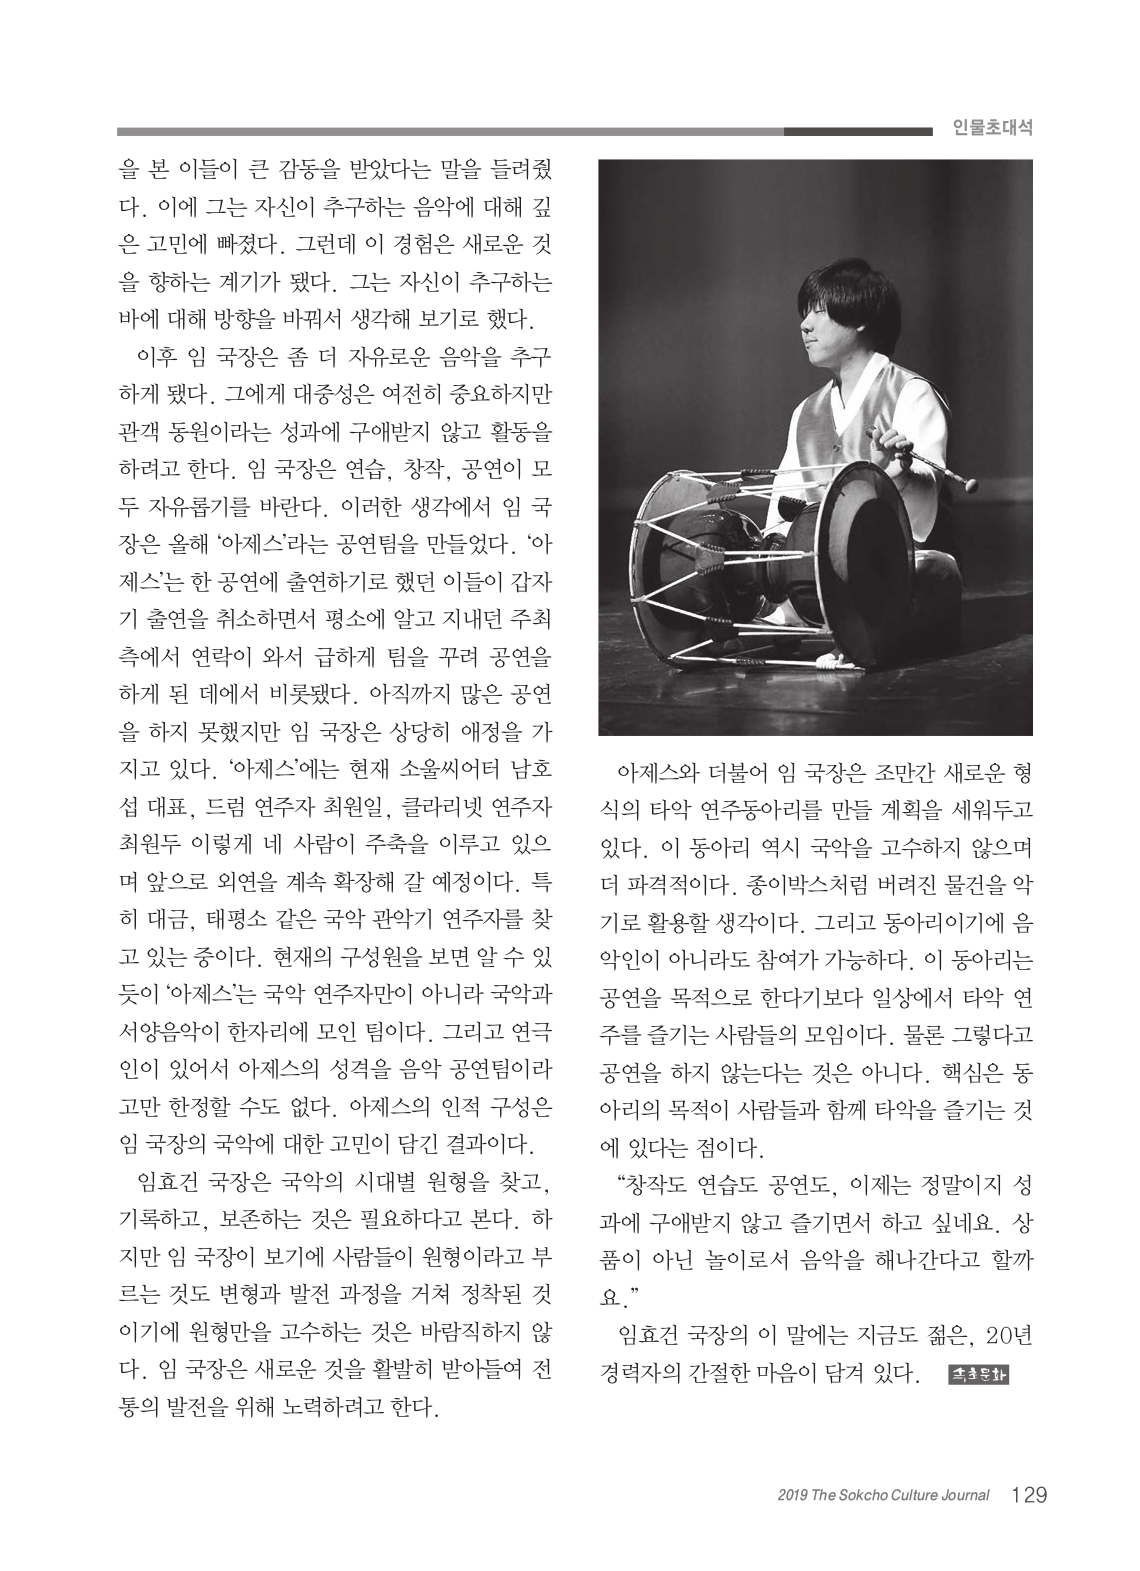 인물초대석
을 본 이들이 큰 감동을 받았다는 말을 들려줬
다. 이에 그는 자신이 추구하는 음악에 대해 깊
은 고민에 빠졌다. 그런데 이 경험은 새로운 것
을 향하는 계기가 됐다. 그는 자신이 추구하는
바에 대해 방향을 바꿔서 생각해 보기로 했다.
이후 임 국장은 좀 더 자유로운 음악을 추구
하게 됐다. 그에게 대중성은 여전히 중요하지만
관객 동원이라는 성과에 구애받지 않고 활동을
하려고 한다. 임 국장은 연습, 창작, 공연이 모
두 자유롭기를 바란다. 이러한 생각에서 임 국
장은 올해 ‘아제스’라는 공연팀을 만들었다. ‘아
제스’는 한 공연에 출연하기로 했던 이들이 갑자
기 출연을 취소하면서 평소에 알고 지내던 주최
측에서 연락이 와서 급하게 팀을 꾸려 공연을
하게 된 데에서 비롯됐다. 아직까지 많은 공연
을 하지 못했지만 임 국장은 상당히 애정을 가
지고 있다. ‘아제스’에는 현재 소울씨어터 남호
섭 대표, 드럼 연주자 최원일, 클라리넷 연주자
최원두 이렇게 네 사람이 주축을 이루고 있으
며 앞으로 외연을 계속 확장해 갈 예정이다. 특
히 대금, 태평소 같은 국악 관악기 연주자를 찾
고 있는 중이다. 현재의 구성원을 보면 알 수 있
듯이 ‘아제스’는 국악 연주자만이 아니라 국악과
서양음악이 한자리에 모인 팀이다. 그리고 연극
인이 있어서 아제스의 성격을 음악 공연팀이라
고만 한정할 수도 없다. 아제스의 인적 구성은
임 국장의 국악에 대한 고민이 담긴 결과이다.
임효건 국장은 국악의 시대별 원형을 찾고,
기록하고, 보존하는 것은 필요하다고 본다. 하
지만 임 국장이 보기에 사람들이 원형이라고 부
르는 것도 변형과 발전 과정을 거쳐 정착된 것
이기에 원형만을 고수하는 것은 바람직하지 않
다. 임 국장은 새로운 것을 활발히 받아들여 전
통의 발전을 위해 노력하려고 한다.
아제스와 더불어 임 국장은 조만간 새로운 형
식의 타악 연주동아리를 만들 계획을 세워두고
있다. 이 동아리 역시 국악을 고수하지 않으며
더 파격적이다. 종이박스처럼 버려진 물건을 악
기로 활용할 생각이다. 그리고 동아리이기에 음
악인이 아니라도 참여가 가능하다. 이 동아리는
공연을 목적으로 한다기보다 일상에서 타악 연
주를 즐기는 사람들의 모임이다. 물론 그렇다고
공연을 하지 않는다는 것은 아니다. 핵심은 동
아리의 목적이 사람들과 함께 타악을 즐기는 것
에 있다는 점이다.
“창작도 연습도 공연도, 이제는 정말이지 성
과에 구애받지 않고 즐기면서 하고 싶네요. 상
품이 아닌 놀이로서 음악을 해나간다고 할까
요.”
임효건 국장의 이 말에는 지금도 젊은, 20년
경력자의 간절한 마음이 담겨 있다. 속초문화
2019 The Sokcho Culture Journal 129